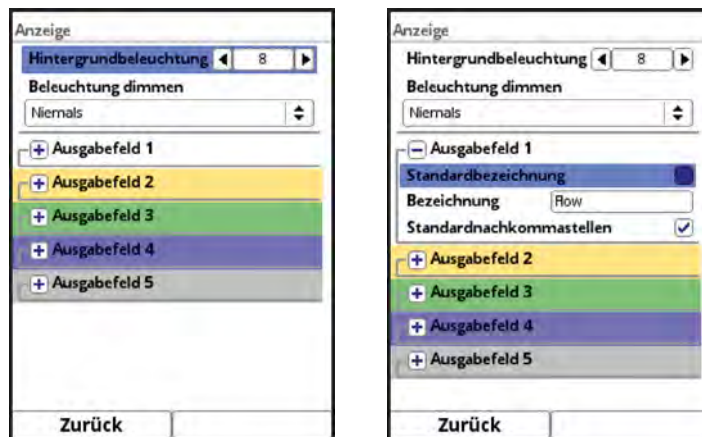 Anzeige
Hintergrundbeleuchtung 8
Beleuchtung dimmen
Niemals
Ausgabefeld 1
Ausgabefeld 2
Ausgabefeld 3
Ausgabefeld 4
Ausgabefeld 5
Zurück
Anzeige
Hintergrundbeleuchtung 8
Beleuchtung dimmen
Niemals
Ausgabefeld 1
Standardbezeichnung
Bezeichnung Flow
Standardnachkommastellen
Ausgabefeld 2
Ausgabefeld 3
Ausgabefeld 4
Ausgabefeld 5
Zurück